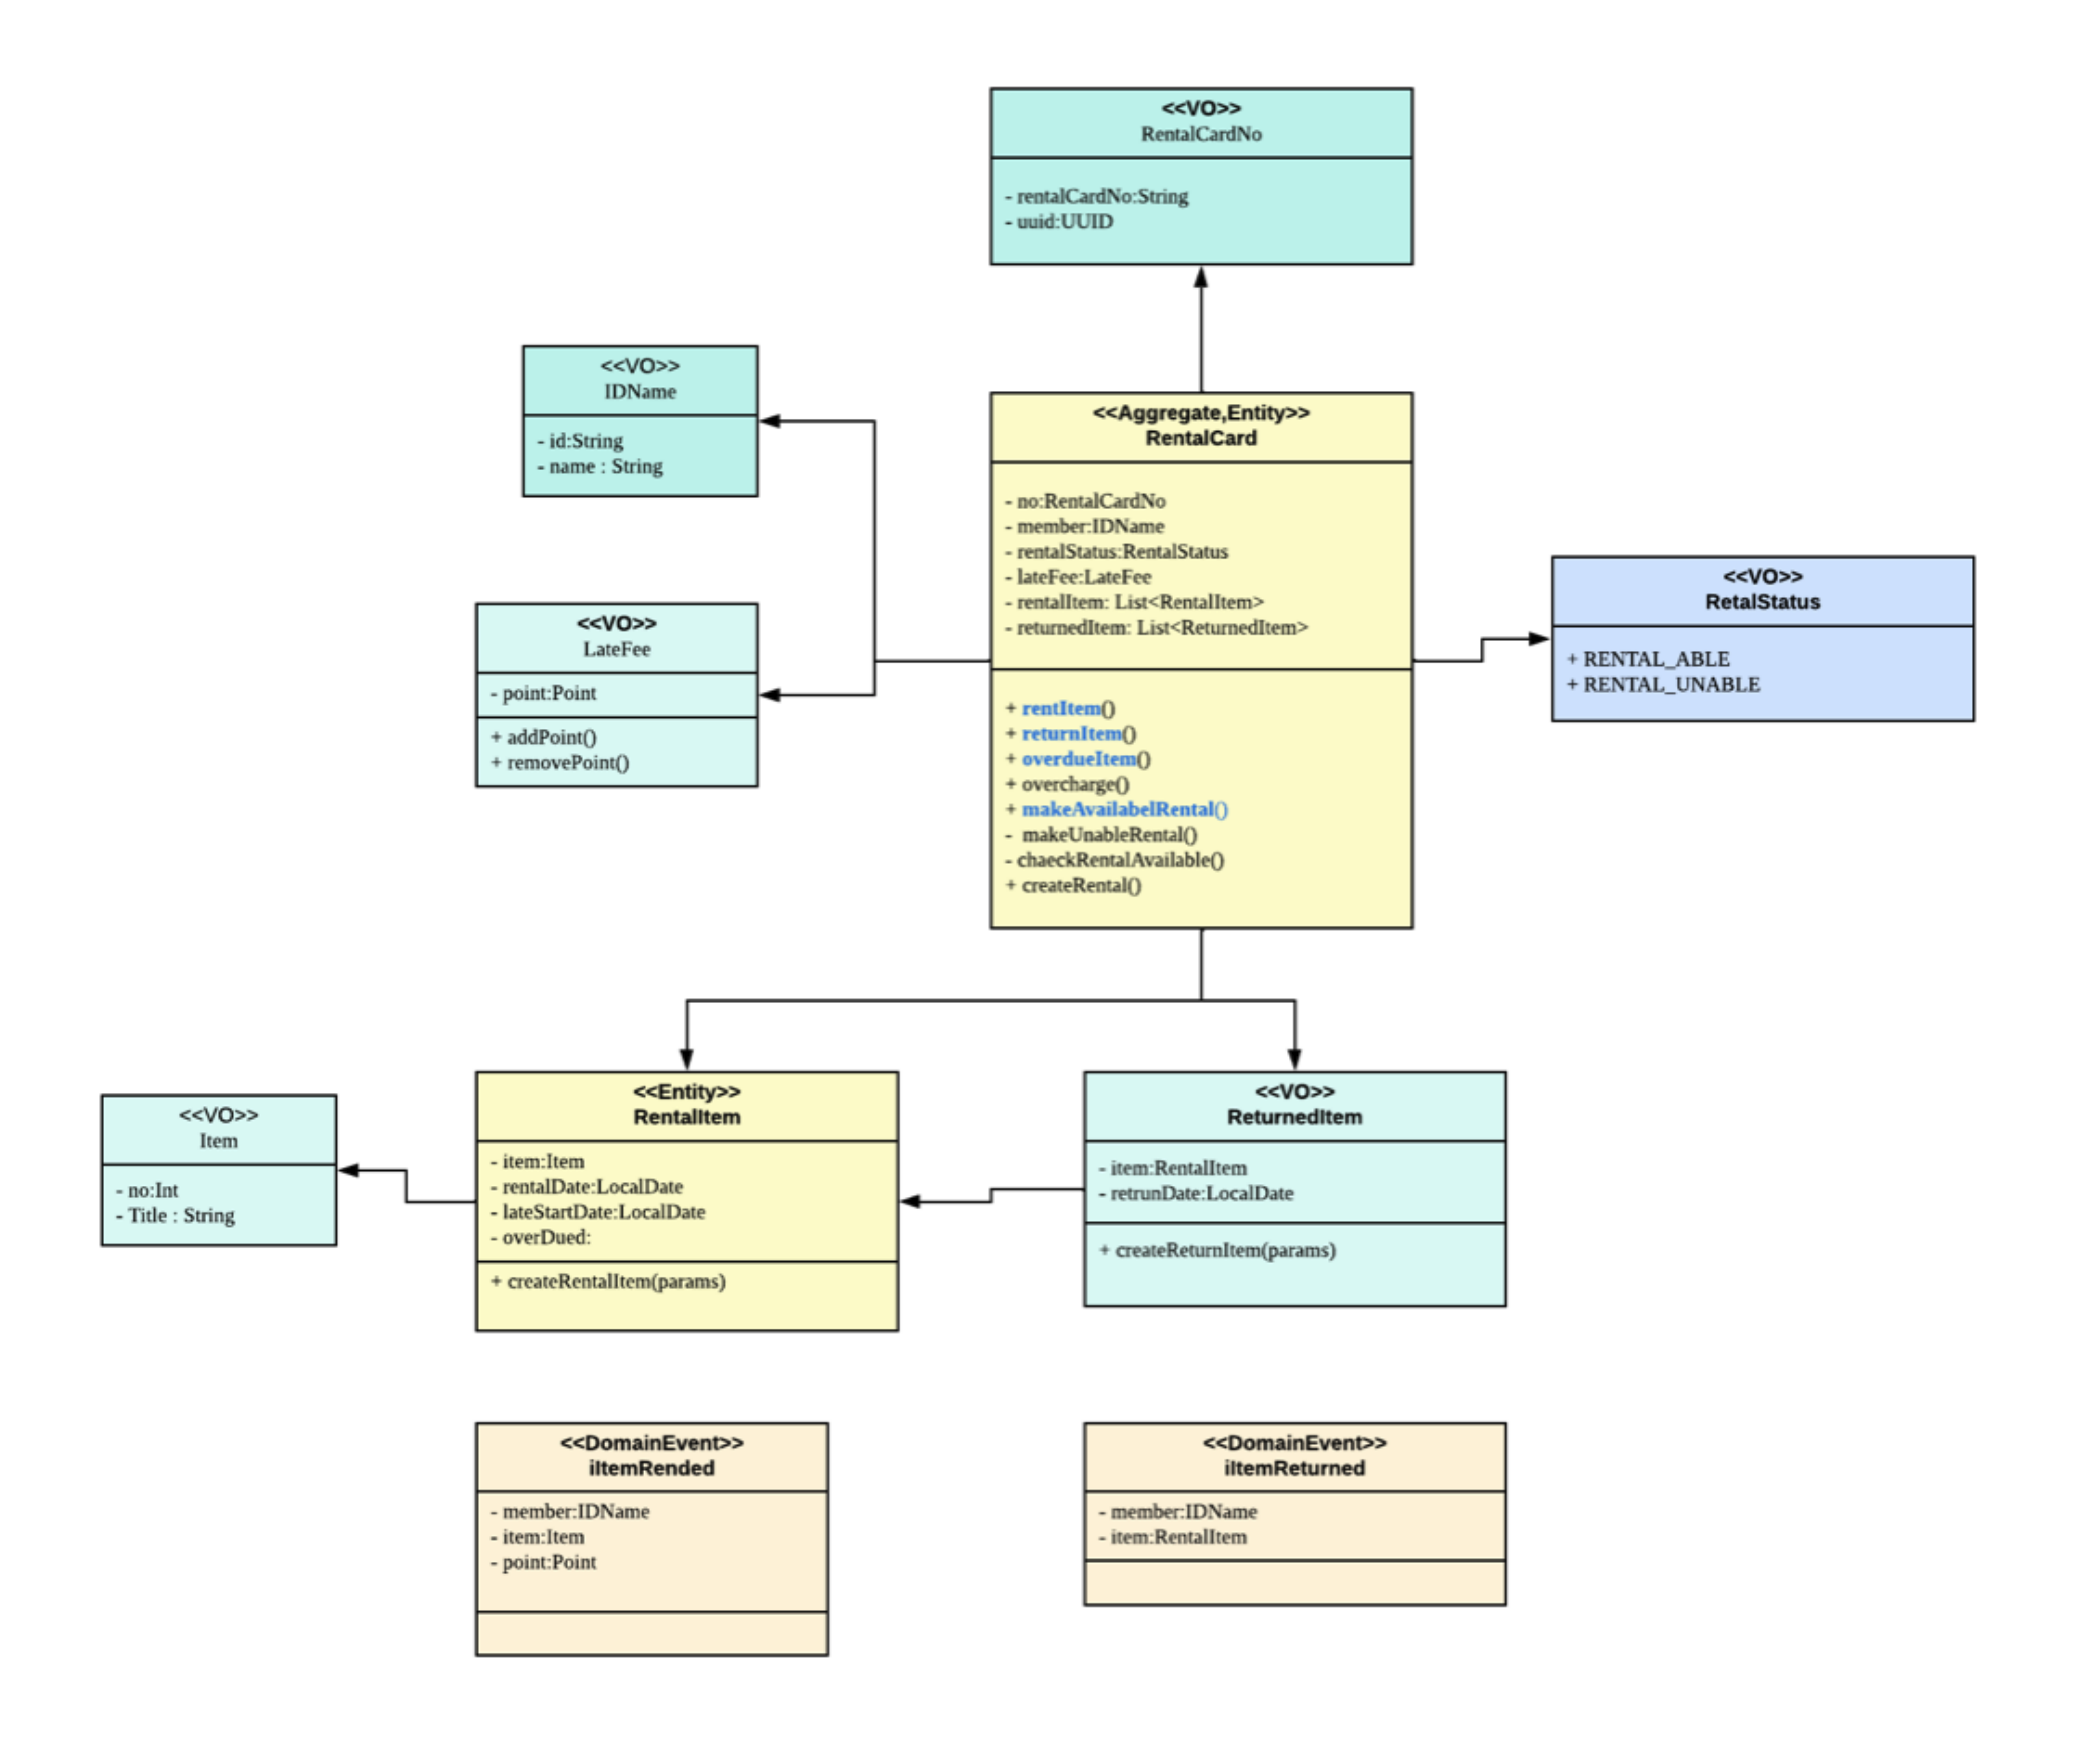 <<VO>>
RentalCardNo
- rentalCardNo:String
- uuid:UUID
<<VO>>
IDName
- id:String
- name : String
<<Aggregate,Entity>>
RentalCard
- no:RentalCardNo
- member:IDName
- rentalStatus:RentalStatus
- lateFee:LateFee
- rentalItem: List<RentalItem>
- returnedItem: List<ReturnedItem>
+ rentItem()
+ returnItem()
+ overdueItem()
+ overcharge()
+ makeAvailabelRental()
- makeUnableRental()
- chaeckRentalAvailable()
+ createRental()
<<VO>>
RetalStatus
+ RENTAL_ABLE
+ RENTAL_UNABLE
<<VO>>
LateFee
- point:Point
+ addPoint()
+ removePoint()
<<VO>>
Item
- no:Int
- Title : String
<<Entity>>
RentalItem
- item:Item
- rentalDate:LocalDate
- lateStartDate:LocalDate
- overDued:
+ createRentalItem(params)
<<VO>>
ReturnedItem
- item:RentalItem
- retrunDate:LocalDate
+ createReturnItem(params)
<<DomainEvent>>
iItemRended
- member:IDName
- item:Item
- point:Point
<<DomainEvent>>
iItemReturned
- member:IDName
- item:RentalItem